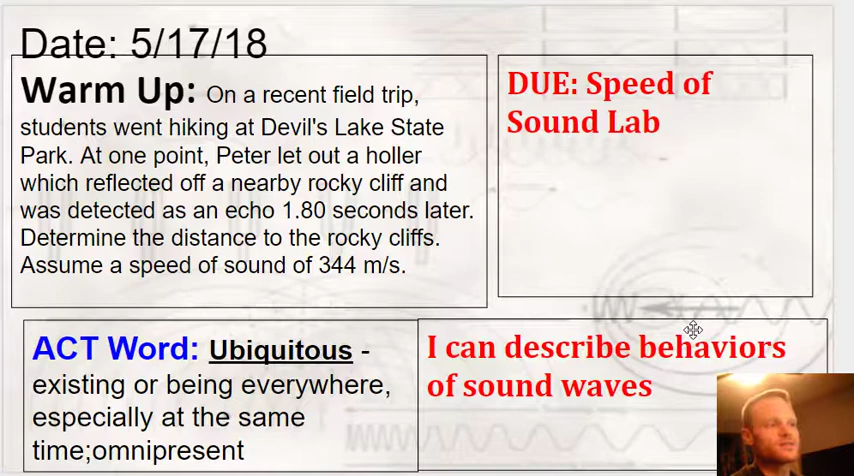 Date: 5/17/18
Warm Up: On a recent field trip,
students went hiking at Devil's Lake State
Park. At one point, Peter let out a holler
which reflected off a nearby rocky cliff and
was detected as an echo 1.80 seconds later.
Determine the distance to the rocky cliffs.
Assume a speed of sound of 344 m/s.
DUE: Speed of
Sound Lab
ACT Word: Ubiquitous -
existing or being everywhere,
especially at the same
time;omnipresent
I can describe behaviors
of sound waves